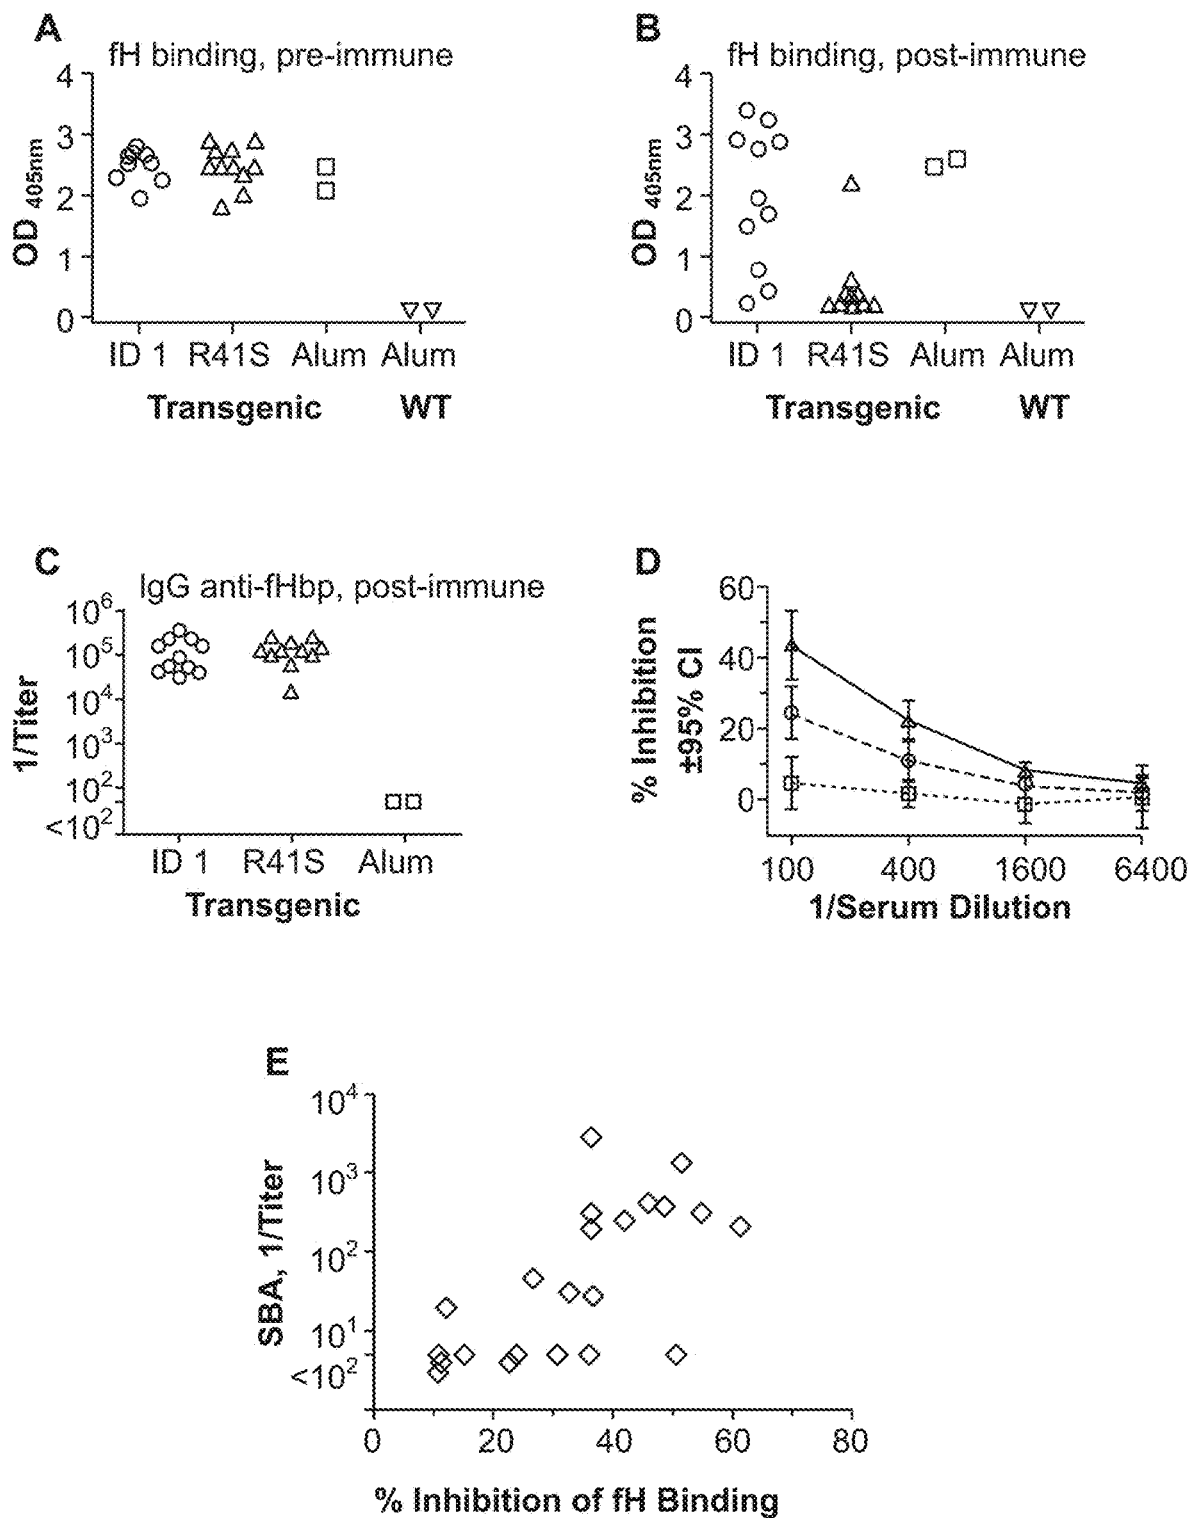 A
fH binding, pre-immune
OD 405nm
4
3
2
1
0
ID 1 R41S Alum Alum
Transgenic WT
B
fH binding, post-immune
OD 405nm
4
3
2
1
0
ID 1 R41S Alum Alum
Transgenic WT
C
IgG anti-fHbp, post-immune
1/Titer
10^6
10^5
10^4
10^3
10^2
<10^2
ID 1 R41S Alum
Transgenic
D
% Inhibition
±95% CI
60
40
20
0
100 400 1600 6400
1/Serum Dilution
E
SBA, 1/Titer
10^4
10^3
10^2
10^1
<10^2
0 20 40 60 80
% Inhibition of fH Binding